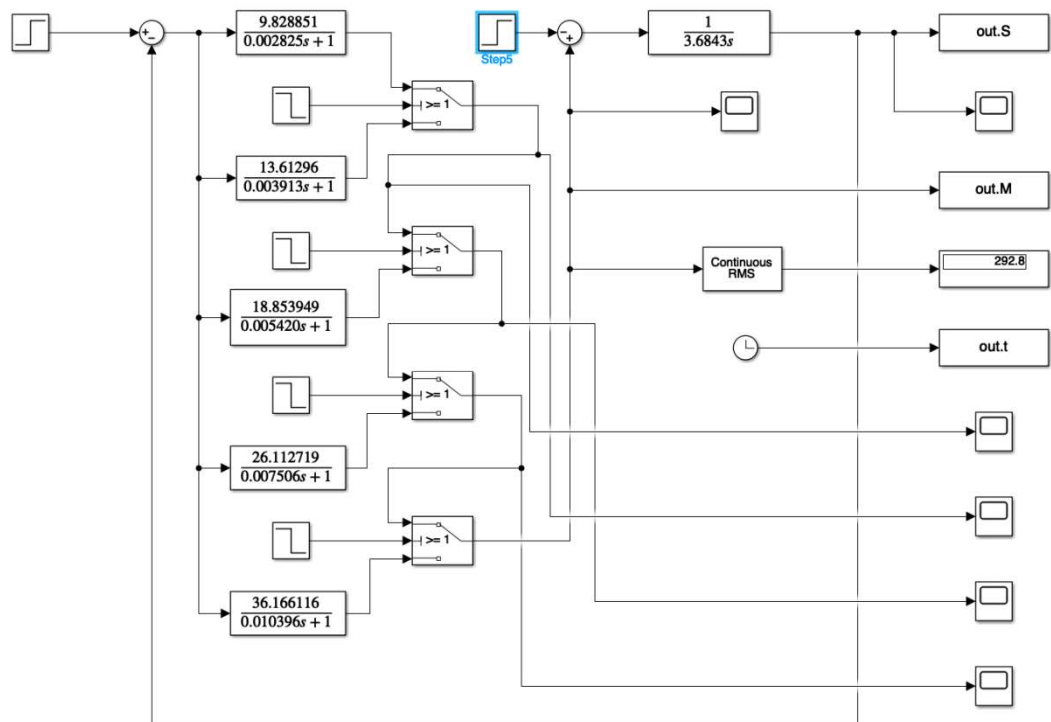 +
−
9.828851
0.002825s + 1
>= 1
13.61296
0.003913s + 1
>= 1
18.853949
0.005420s + 1
>= 1
26.112719
0.007506s + 1
>= 1
36.166116
0.010396s + 1
Step5
−
+
1
3.6843s
out.S
out.M
Continuous
RMS
292.8
out.t